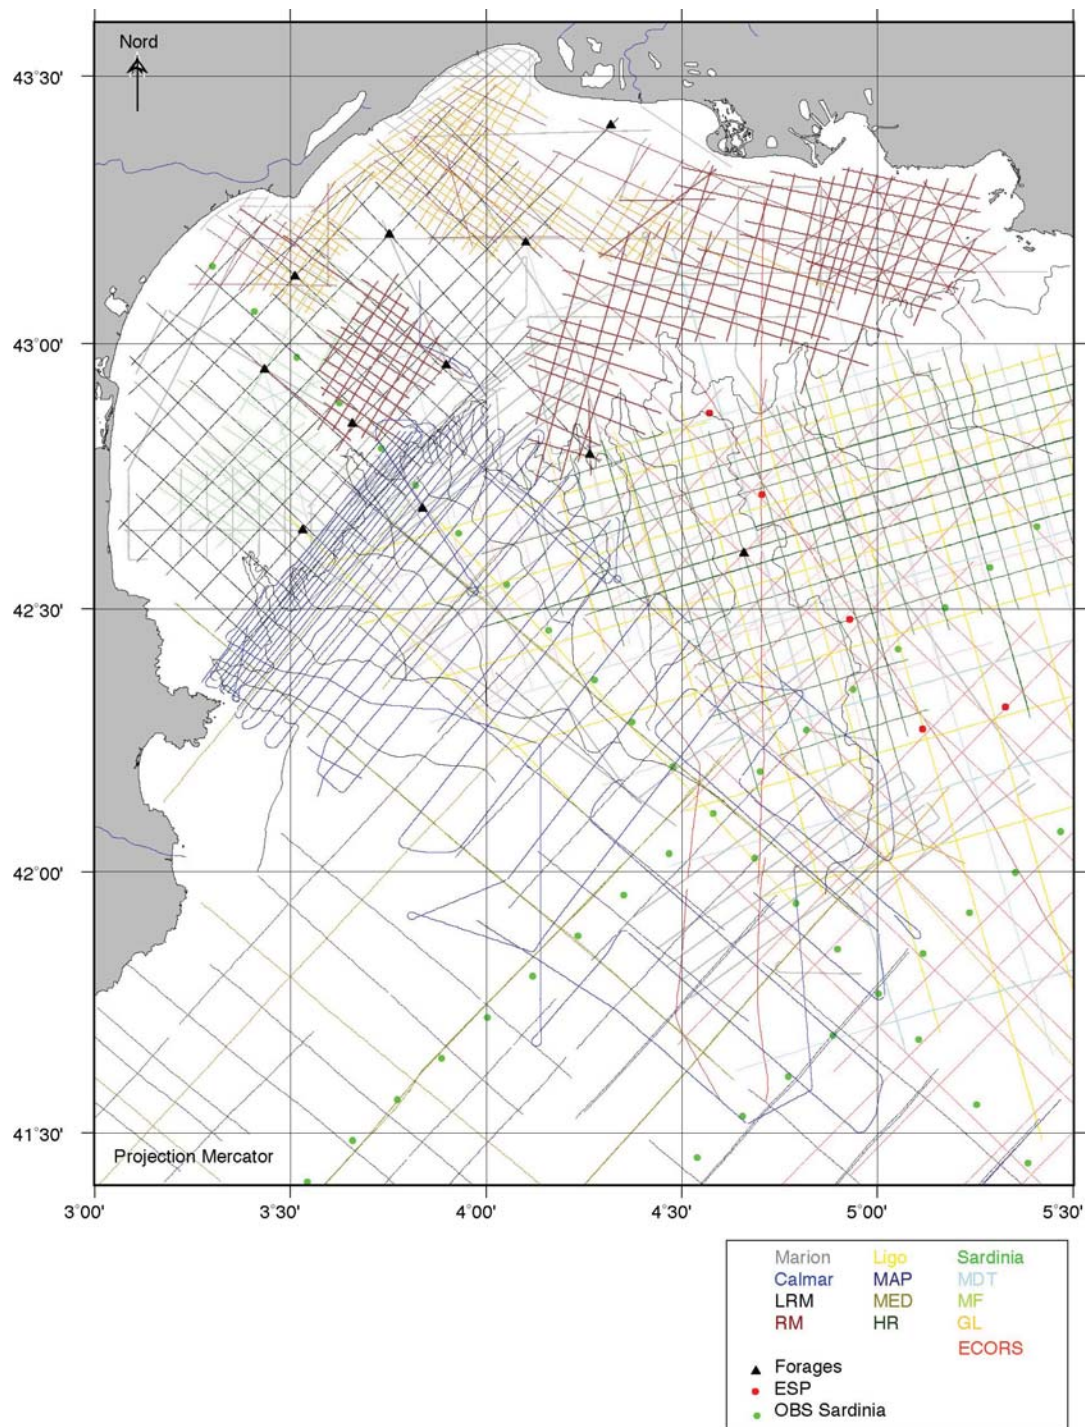 Nord
43°30'
43°00'
42°30'
42°00'
41°30'
Projection Mercator
3°00' 3°30' 4°00' 4°30' 5°00' 5°30'
Marion Ligo Sardinia
Calmar MAP MDT
LRM MED MF
RM HR GL
ECORS
Forages
ESP
OBS Sardinia